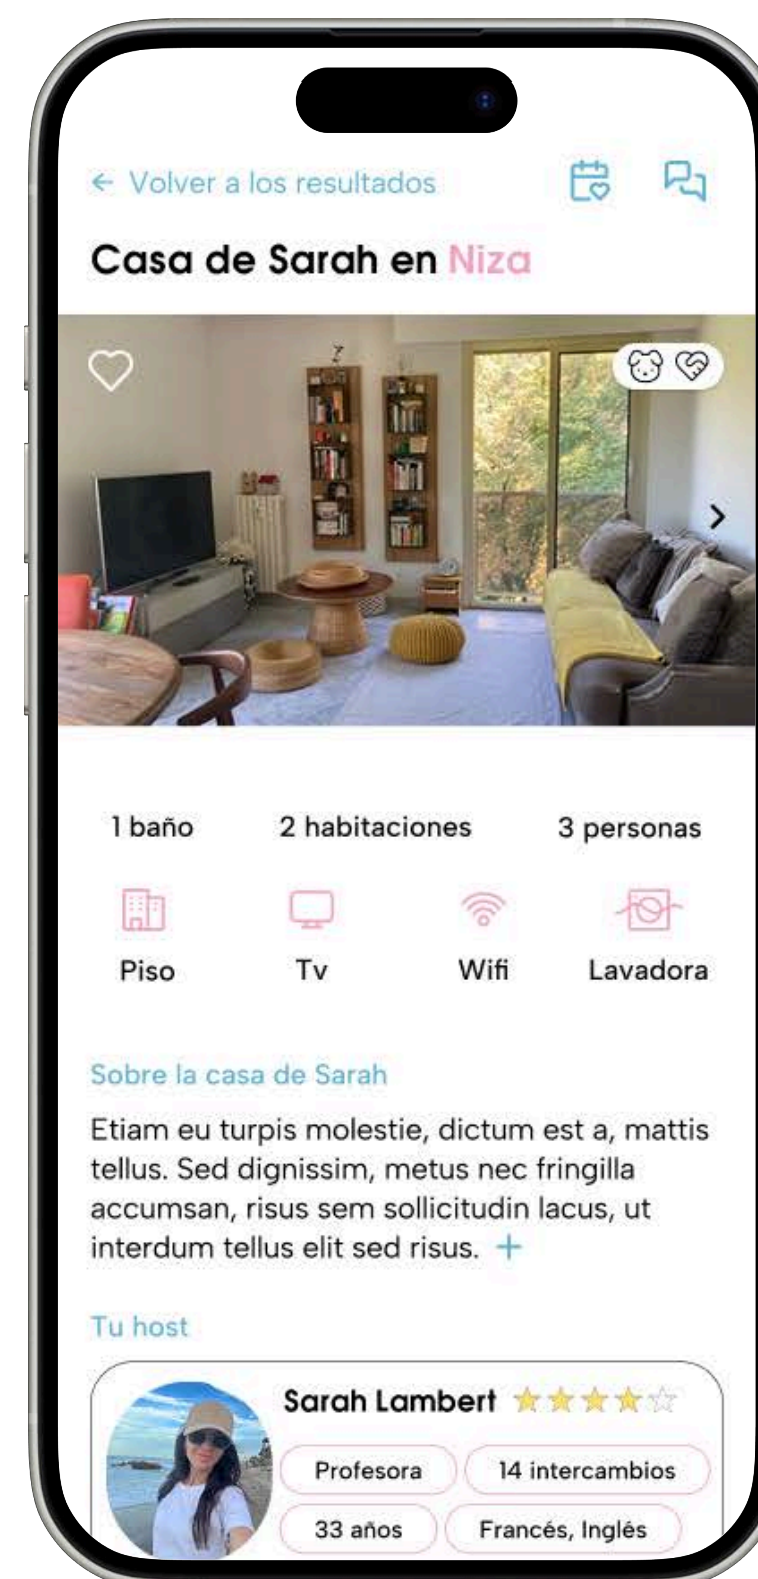 ← Volver a los resultados
Casa de Sarah en Niza
1 baño 2 habitaciones 3 personas
Piso Tv Wifi Lavadora
Sobre la casa de Sarah
Etiam eu turpis molestie, dictum est a, mattis
tellus. Sed dignissim, metus nec fringilla
accumsan, risus sem sollicitudin lacus, ut
interdum tellus elit sed risus. +
Tu host
Sarah Lambert
Profesora 14 intercambios
33 años Francés, Inglés